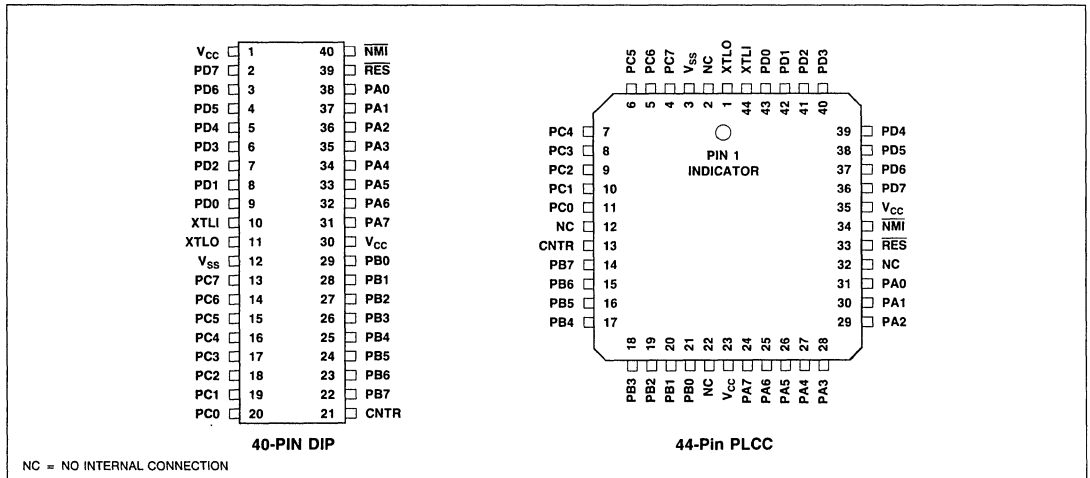 VCC 1 40 NMI
PD7 2 39 RES
PD6 3 38 PA0
PD5 4 37 PA1
PD4 5 36 PA2
PD3 6 35 PA3
PD2 7 34 PA4
PD1 8 33 PA5
PD0 9 32 PA6
XTLI 10 31 PA7
XTLO 11 30 VCC
VSS 12 29 PB0
PC7 13 28 PB1
PC6 14 27 PB2
PC5 15 26 PB3
PC4 16 25 PB4
PC3 17 24 PB5
PC2 18 23 PB6
PC1 19 22 PB7
PC0 20 21 CNTR
40-PIN DIP
PC5 PC6 PC7 VSS NC XTLO XTLI PD0 PD1 PD2 PD3
6 5 4 3 2 1 44 43 42 41 40
PC4 7 39 PD4
PC3 8 38 PD5
PC2 9 37 PD6
PC1 10 36 PD7
PC0 11 35 VCC
NC 12 34 NMI
CNTR 13 33 RES
PB7 14 32 NC
PB6 15 31 PA0
PB5 16 30 PA1
PB4 17 29 PA2
PIN 1
INDICATOR
18 19 20 21 22 23 24 25 26 27 28
PB3 PB2 PB1 PB0 NC VCC PA7 PA6 PA5 PA4 PA3
44-Pin PLCC
NC = NO INTERNAL CONNECTION